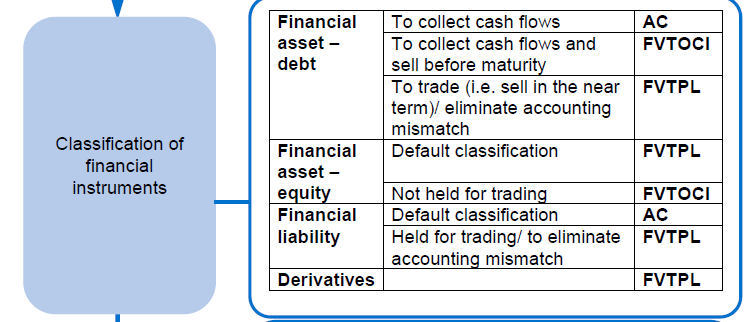 Classification of
financial
instruments
Financial
asset –
debt
To collect cash flows
AC
To collect cash flows and
sell before maturity
FVTOCI
To trade (i.e. sell in the near
term)/ eliminate accounting
mismatch
FVTPL
Financial
asset –
equity
Default classification
FVTPL
Not held for trading
FVTOCI
Financial
liability
Default classification
AC
Held for trading/ to eliminate
accounting mismatch
FVTPL
Derivatives
FVTPL